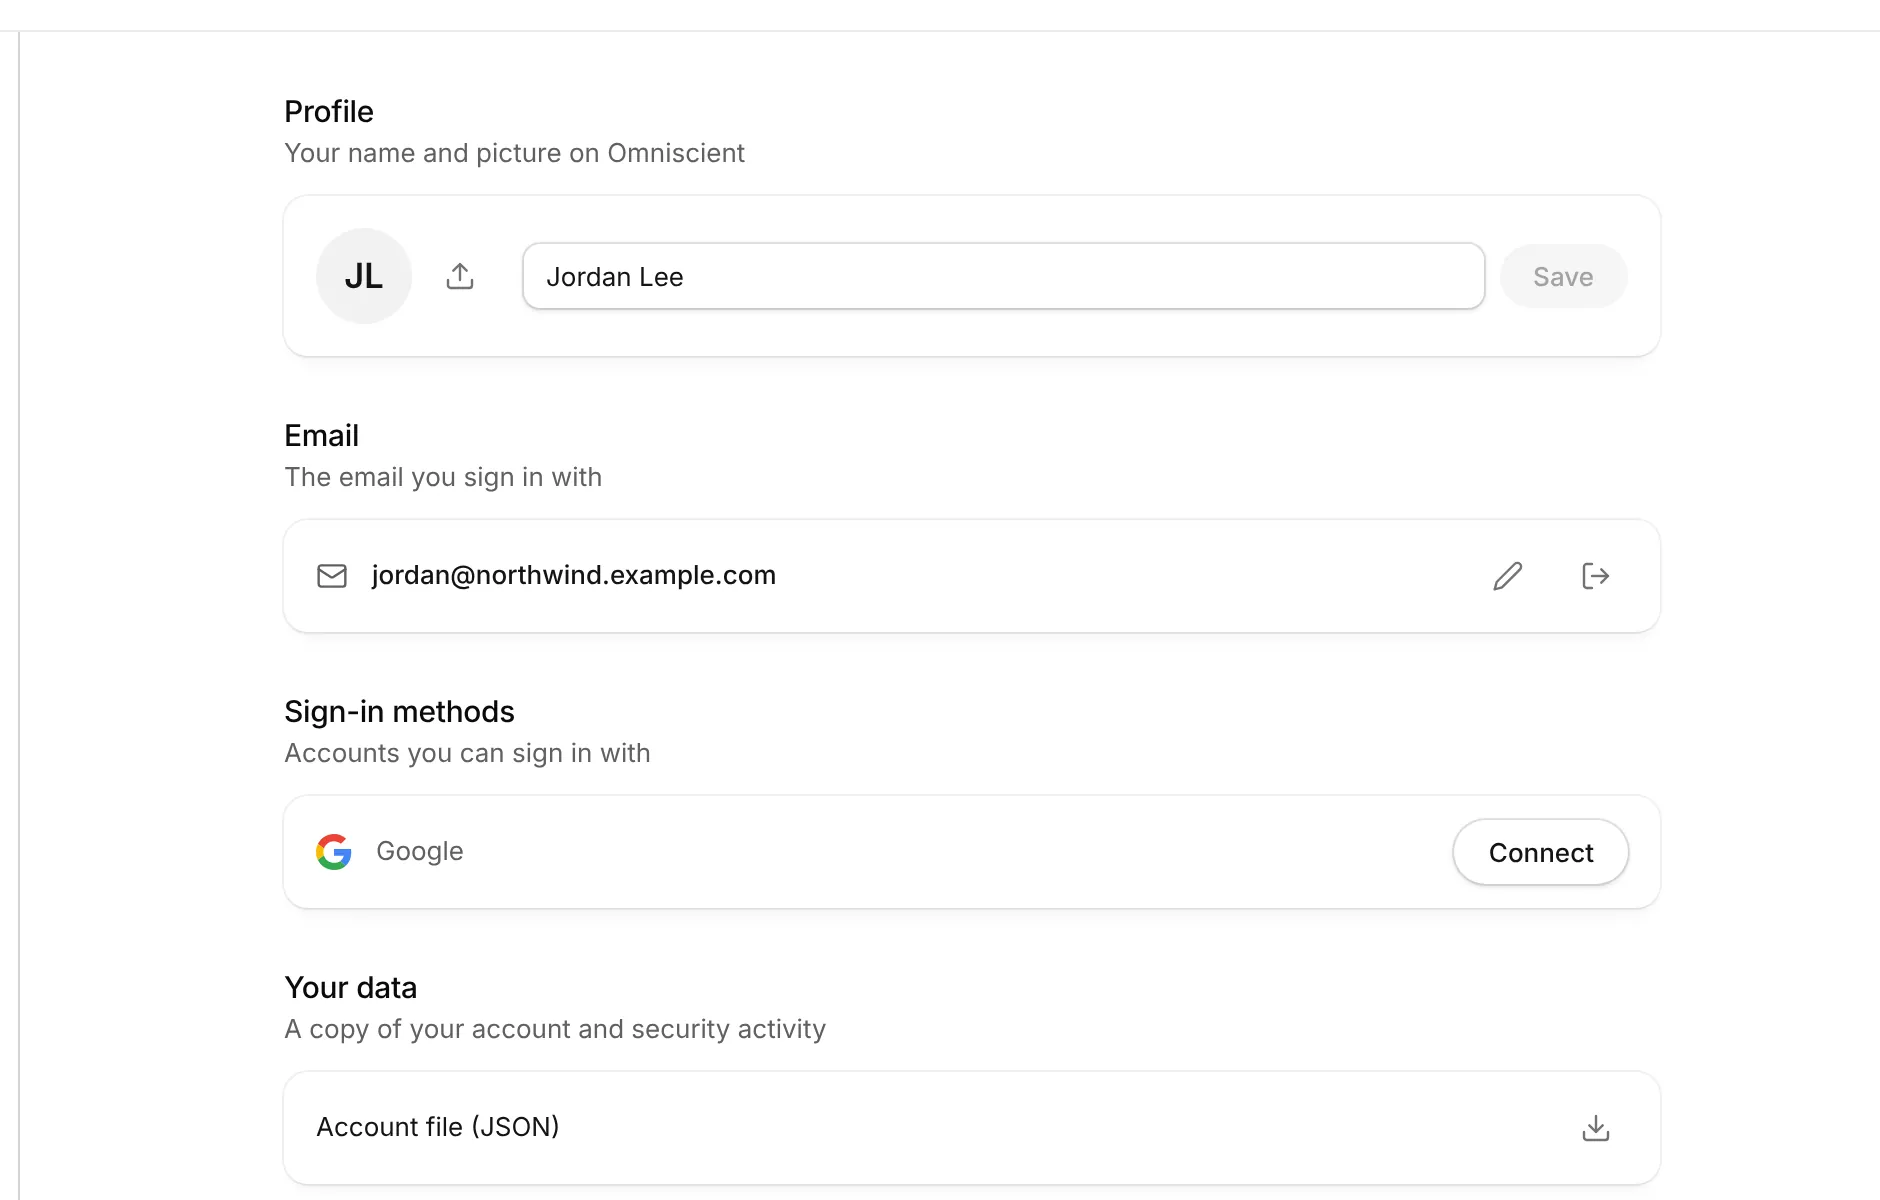 Profile
Your name and picture on Omniscient
JL
Jordan Lee
Save
Email
The email you sign in with
jordan@northwind.example.com
Sign-in methods
Accounts you can sign in with
Google
Connect
Your data
A copy of your account and security activity
Account file (JSON)